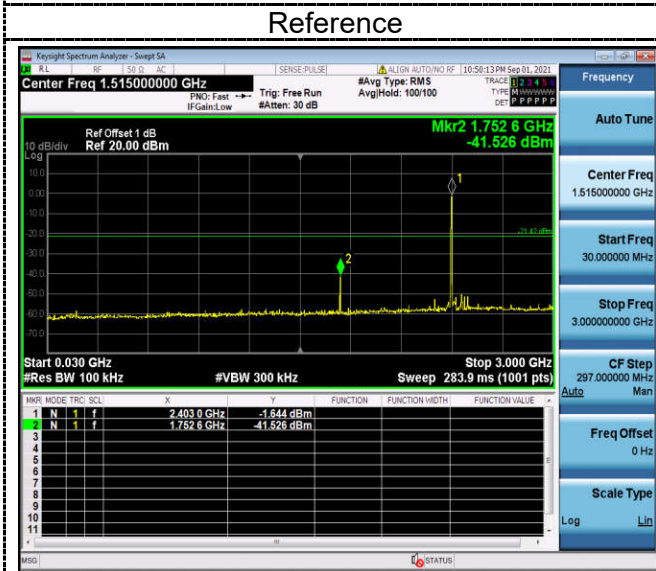 Reference
Keysight Spectrum Analyzer - Swept SA
RL RF 50 Ω AC SENSE:PULSE ALIGN AUTO/NO RF 10:50:13 PM Sep 01, 2021
Center Freq 1.515000000 GHz
PNO: Fast
IFGain:Low
Trig: Free Run
#Atten: 30 dB
#Avg Type: RMS
Avg|Hold: 100/100
TRACE 1 2 3 4 5 6
TYPE M WWWWW
DET P P P P P P
Ref Offset 1 dB
10 dB/div Ref 20.00 dBm
Mkr2 1.752 6 GHz
-41.526 dBm
Log
10.0
0.00
-10.0
-20.0
-30.0
-40.0
-50.0
-60.0
-70.0
1
2
-21.42 dBm
Start 0.030 GHz Stop 3.000 GHz
#Res BW 100 kHz #VBW 300 kHz Sweep 283.9 ms (1001 pts)
MKR MODE TRC SCL X Y FUNCTION FUNCTION WIDTH FUNCTION VALUE
1 N 1 f 2.403 0 GHz -1.644 dBm
2 N 1 f 1.752 6 GHz -41.526 dBm
3
4
5
6
7
8
9
10
11
MSG STATUS
Frequency
Auto Tune
Center Freq
1.515000000 GHz
Start Freq
30.000000 MHz
Stop Freq
3.000000000 GHz
CF Step
297.000000 MHz
Auto Man
Freq Offset
0 Hz
Scale Type
Log Lin